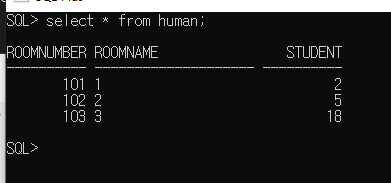 SQL> select * from human;
ROOMNUMBER ROOMNAME STUDENT
---------- -------------------- ----------
101 1 2
102 2 5
103 3 18
SQL>